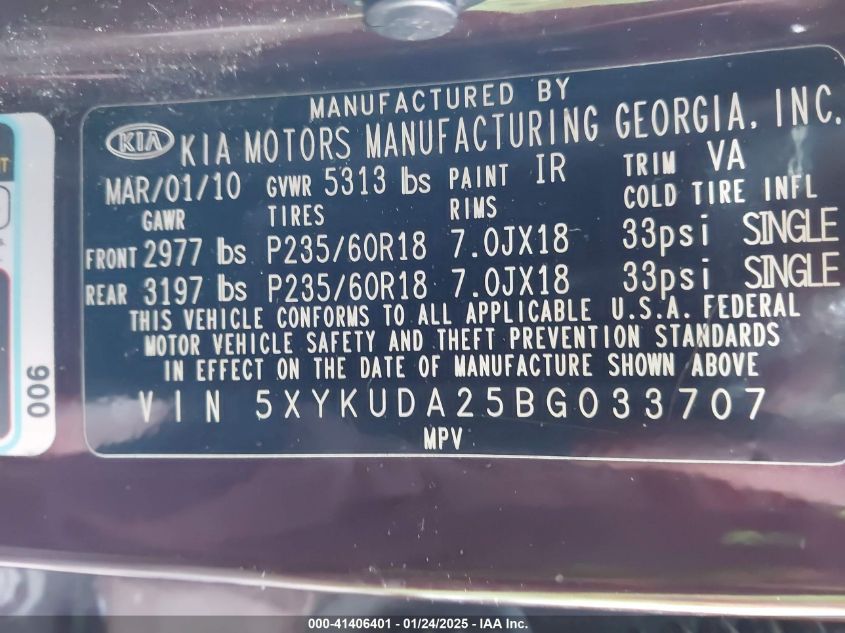 MANUFACTURED BY
KIA KIA MOTORS MANUFACTURING GEORGIA, INC.
MAR/01/10 GVWR 5313 lbs PAINT IR TRIM VA
GAWR TIRES RIMS COLD TIRE INFL
FRONT 2977 lbs P235/60R18 7.0JX18 33psi SINGLE
REAR 3197 lbs P235/60R18 7.0JX18 33psi SINGLE
THIS VEHICLE CONFORMS TO ALL APPLICABLE U.S.A. FEDERAL
MOTOR VEHICLE SAFETY AND THEFT PREVENTION STANDARDS
IN EFFECT ON THE DATE OF MANUFACTURE SHOWN ABOVE
VIN 5XYKUDA25BG033707
MPV
006
000-41406401 - 01/24/2025 - IAA Inc.